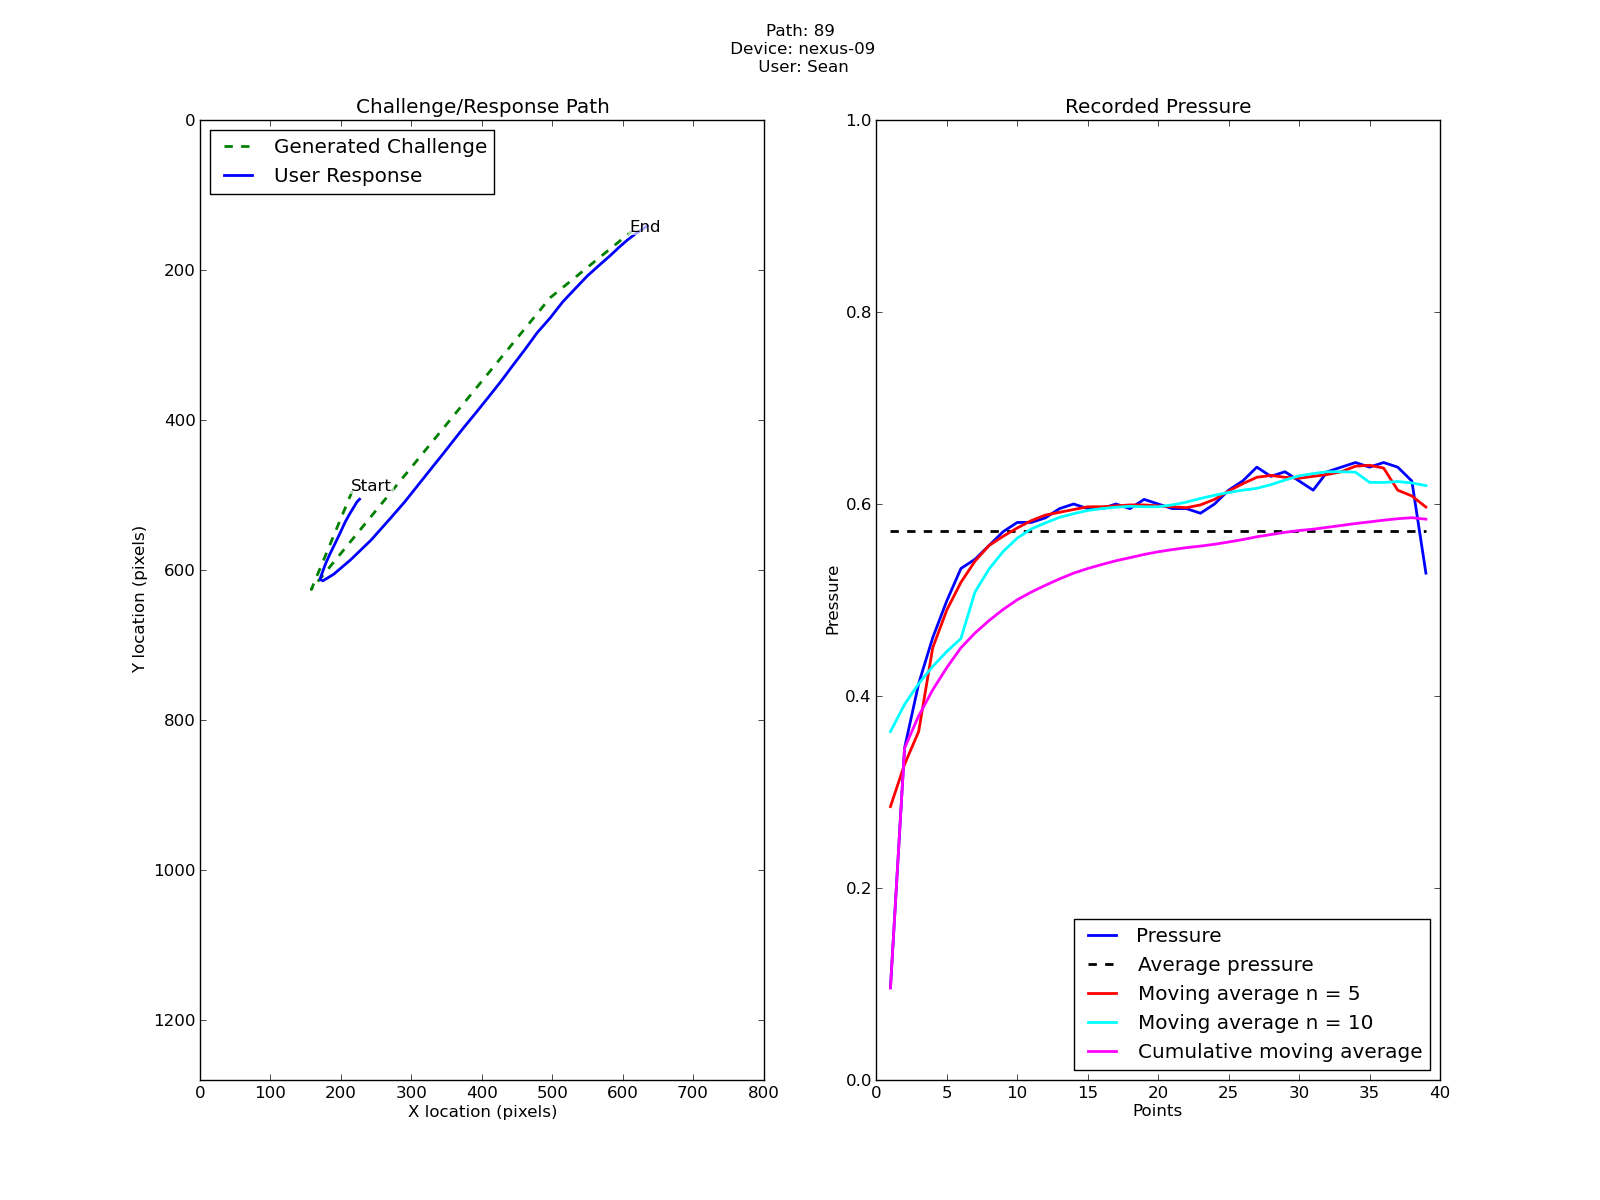 Path: 89
Device: nexus-09
User: Sean
Challenge/Response Path
0
200
400
600
800
1000
1200
Y location (pixels)
Generated Challenge
User Response
End
Start
0 100 200 300 400 500 600 700 800
X location (pixels)
Recorded Pressure
1.0
0.8
0.6
0.4
0.2
0.0
Pressure
Pressure
Average pressure
Moving average n = 5
Moving average n = 10
Cumulative moving average
0 5 10 15 20 25 30 35 40
Points